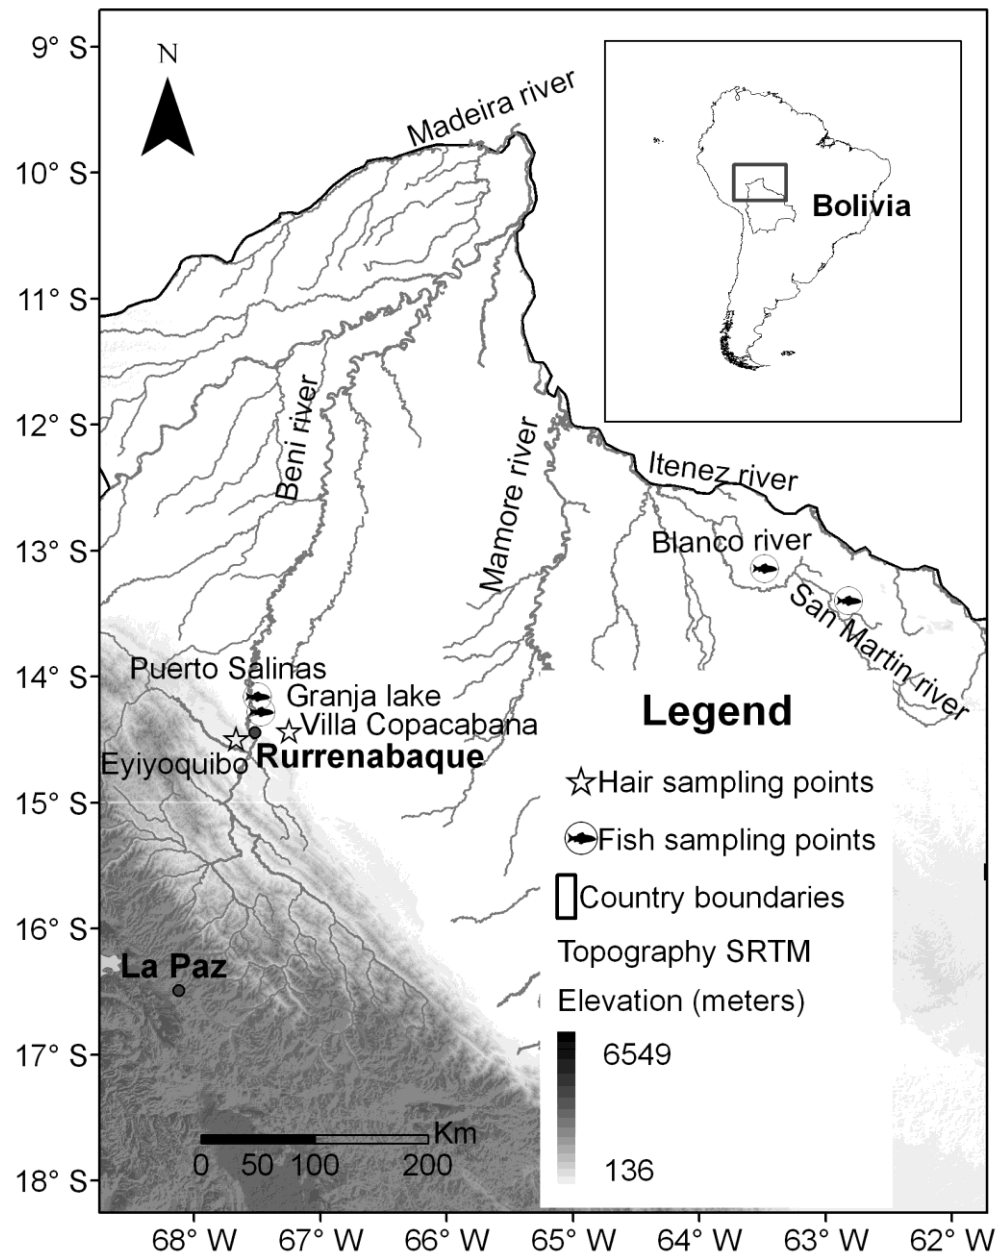 9° S
N
Madeira river
10° S
Bolivia
11° S
Beni river
12° S
Mamore river
Itenez river
13° S
Blanco river
San Martin river
14° S
Puerto Salinas
Granja lake
Villa Copacabana
Eyiyoquibo
Rurrenabaque
15° S
16° S
La Paz
17° S
18° S
Km
0 50 100 200
Legend
Hair sampling points
Fish sampling points
Country boundaries
Topography SRTM
Elevation (meters)
6549
136
68° W 67° W 66° W 65° W 64° W 63° W 62° W